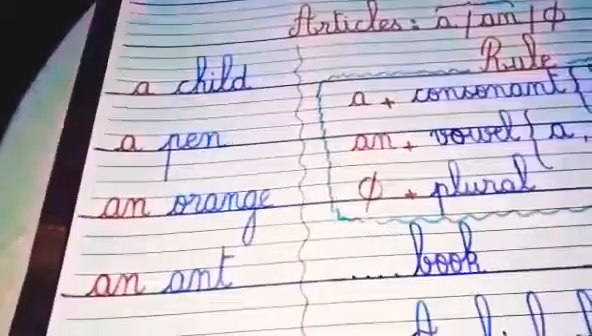 Articles: a / an / ϕ
Rule
a child
a + consonant {
a pen
an + vowel { a,
an orange
ϕ + plural
an ant
.... book